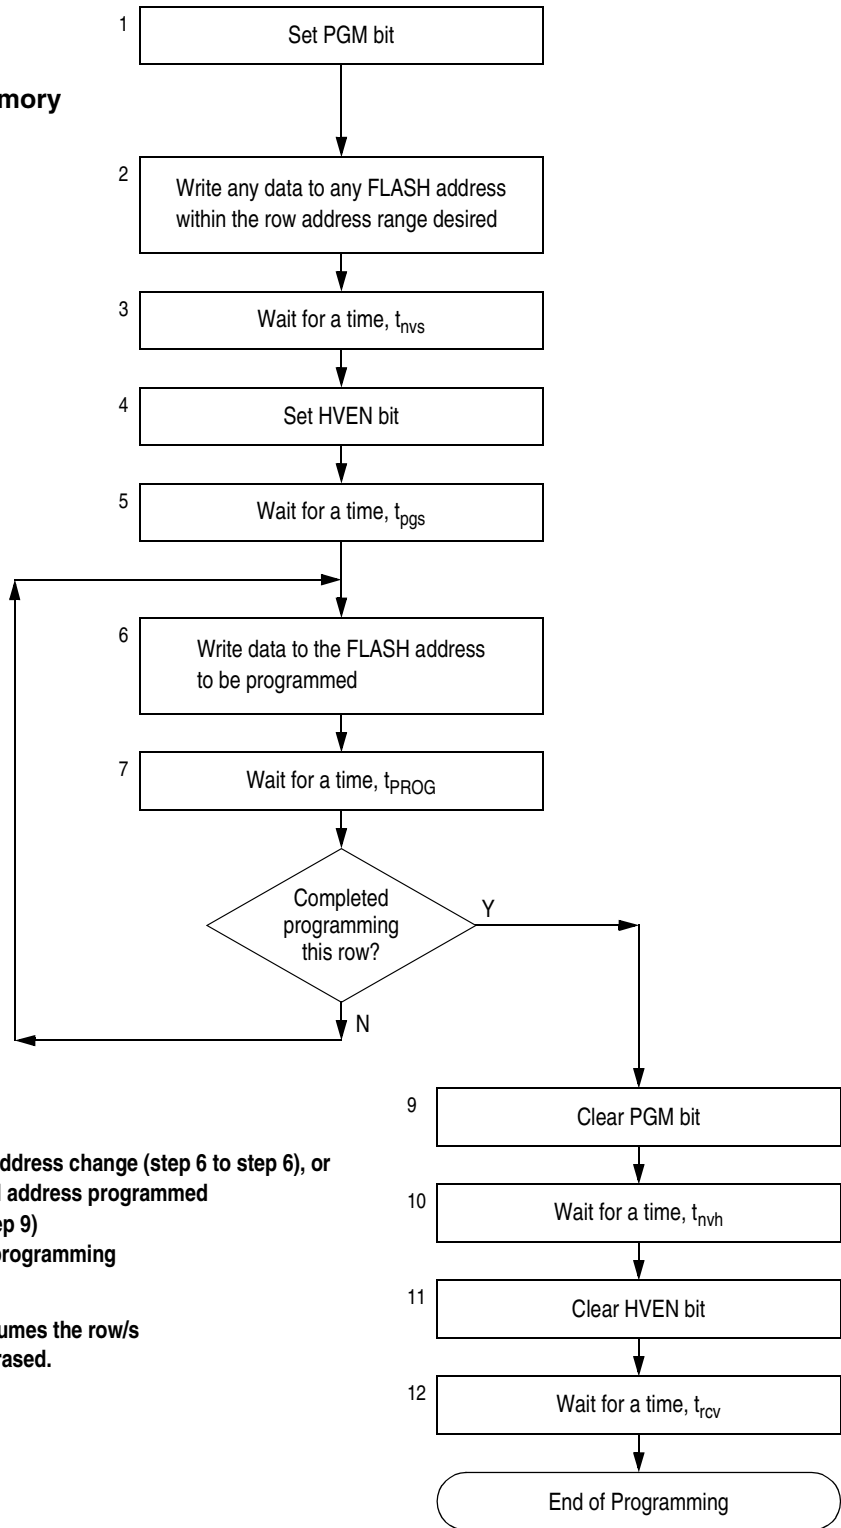 1
Set PGM bit
mory
2
Write any data to any FLASH address
within the row address range desired
3
Wait for a time, tnvs
4
Set HVEN bit
5
Wait for a time, tpgs
6
Write data to the FLASH address
to be programmed
7
Wait for a time, tPROG
Completed
programming
this row?
Y
N
9
Clear PGM bit
ddress change (step 6 to step 6), or
address programmed
ep 9)
programming
10
Wait for a time, tnvh
11
Clear HVEN bit
umes the row/s
rased.
12
Wait for a time, trcv
End of Programming